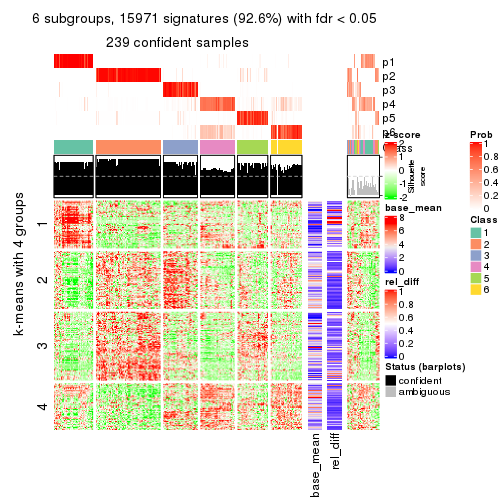 6 subgroups, 15971 signatures (92.6%) with fdr < 0.05
239 confident samples
p1
p2
p3
p4
p5
p6
z score
2
1
0
-1
-2
Class
Silhouette score
Prob
1
0.8
0.6
0.4
0.2
0
base_mean
8
6
4
2
0
Class
1
2
3
4
5
6
rel_diff
1
0.8
0.6
0.4
0.2
0
Status (barplots)
confident
ambiguous
k-means with 4 groups
1
2
3
4
base_mean
rel_diff